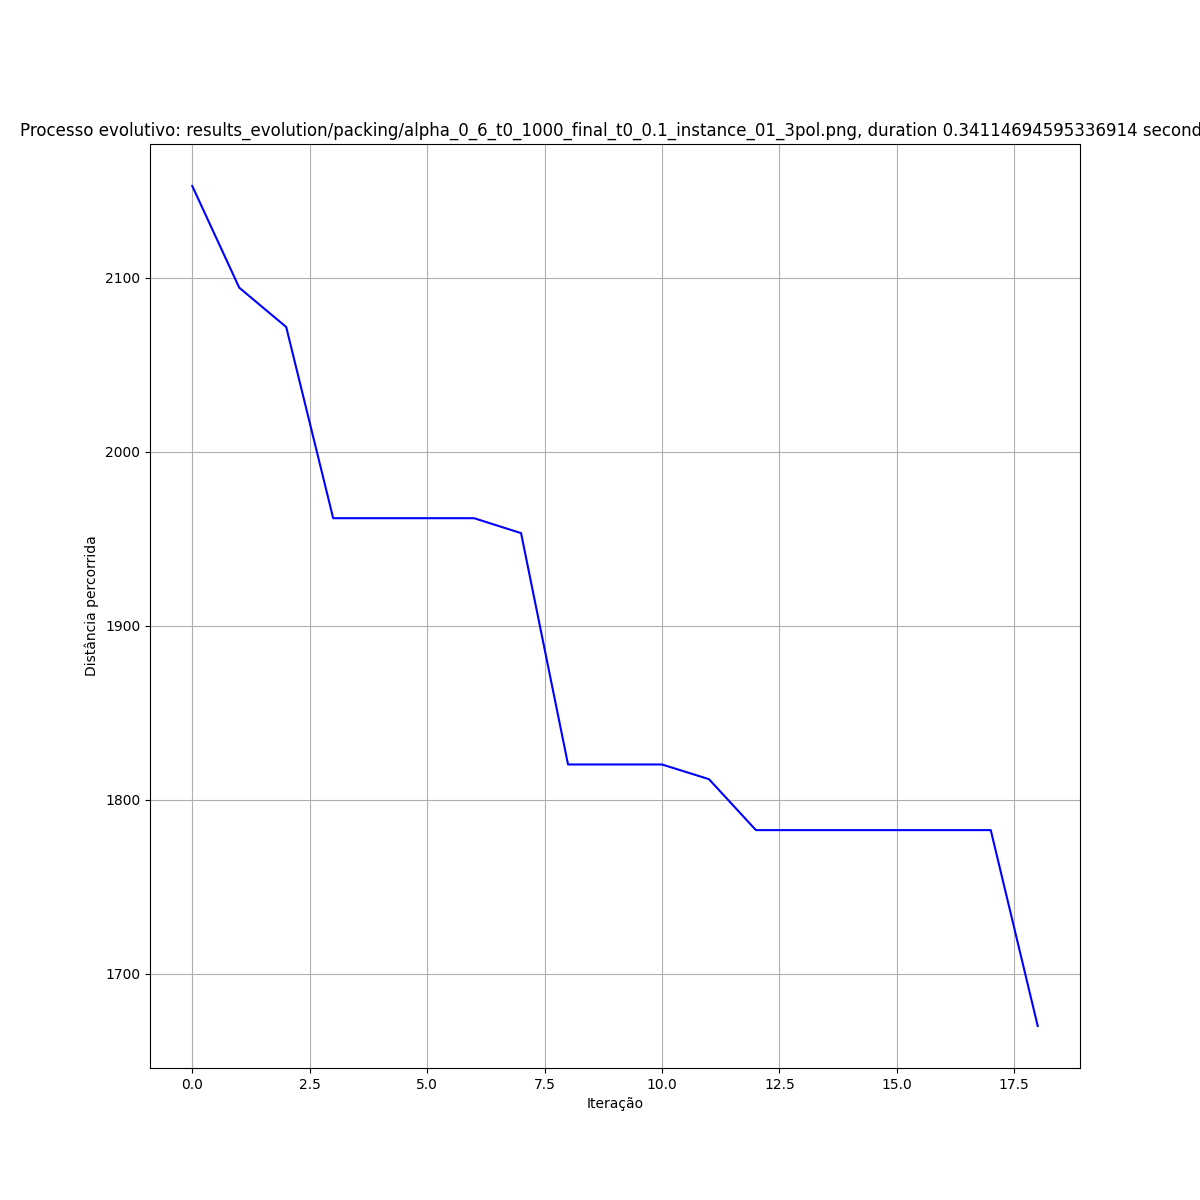 Processo evolutivo: results_evolution/packing/alpha_0_6_t0_1000_final_t0_0.1_instance_01_3pol.png, duration 0.34114694595336914 second
2100
2000
1900
1800
1700
Distância percorrida
0.0 2.5 5.0 7.5 10.0 12.5 15.0 17.5
Iteração